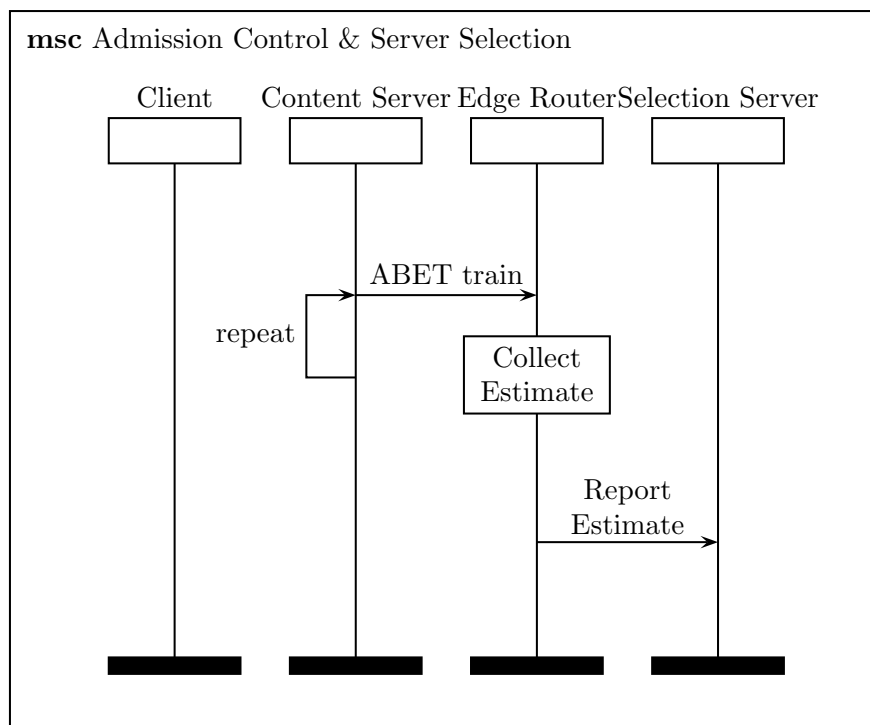 msc Admission Control & Server Selection
Client Content Server Edge Router Selection Server
ABET train
repeat
Collect
Estimate
Report
Estimate